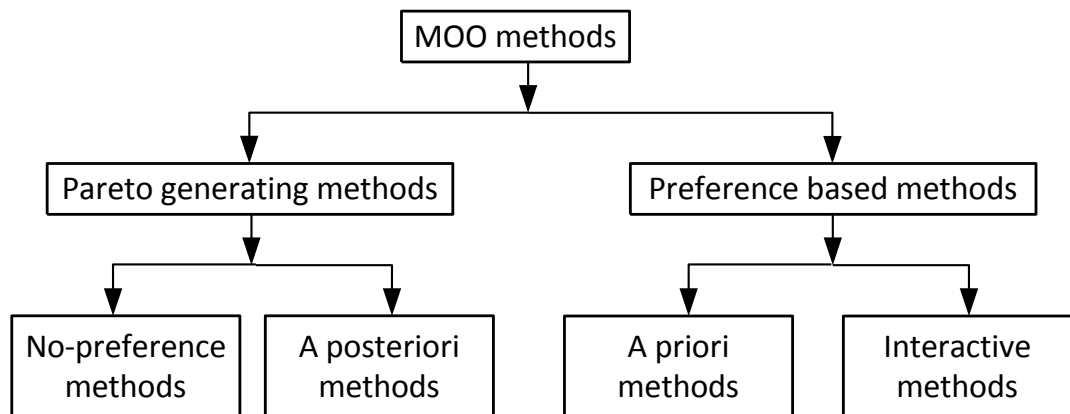 MOO methods
Pareto generating methods
Preference based methods
No-preference
methods
A posteriori
methods
A priori
methods
Interactive
methods